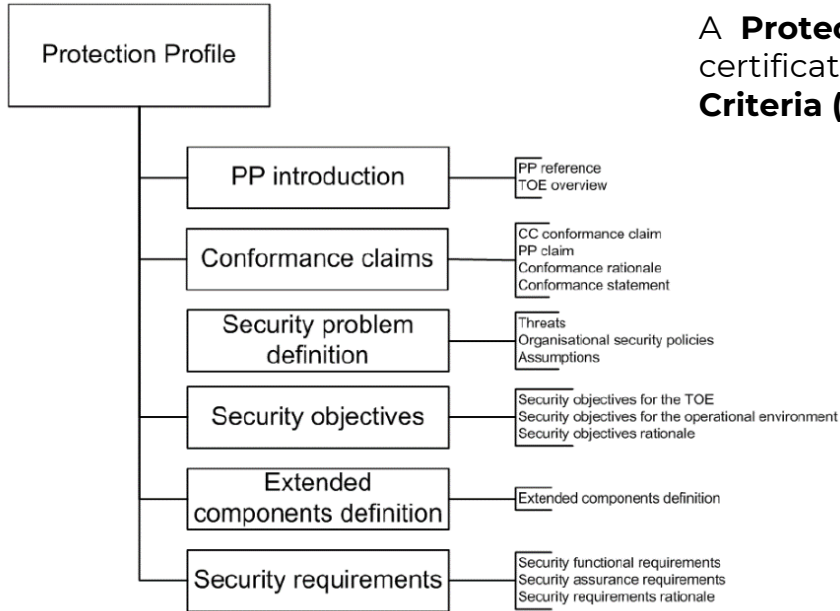 Protection Profile
A Protec
certificat
Criteria (
PP introduction
PP reference
TOE overview
Conformance claims
CC conformance claim
PP claim
Conformance rationale
Conformance statement
Security problem
definition
Threats
Organisational security policies
Assumptions
Security objectives
Security objectives for the TOE
Security objectives for the operational environment
Security objectives rationale
Extended
components definition
Extended components definition
Security requirements
Security functional requirements
Security assurance requirements
Security requirements rationale